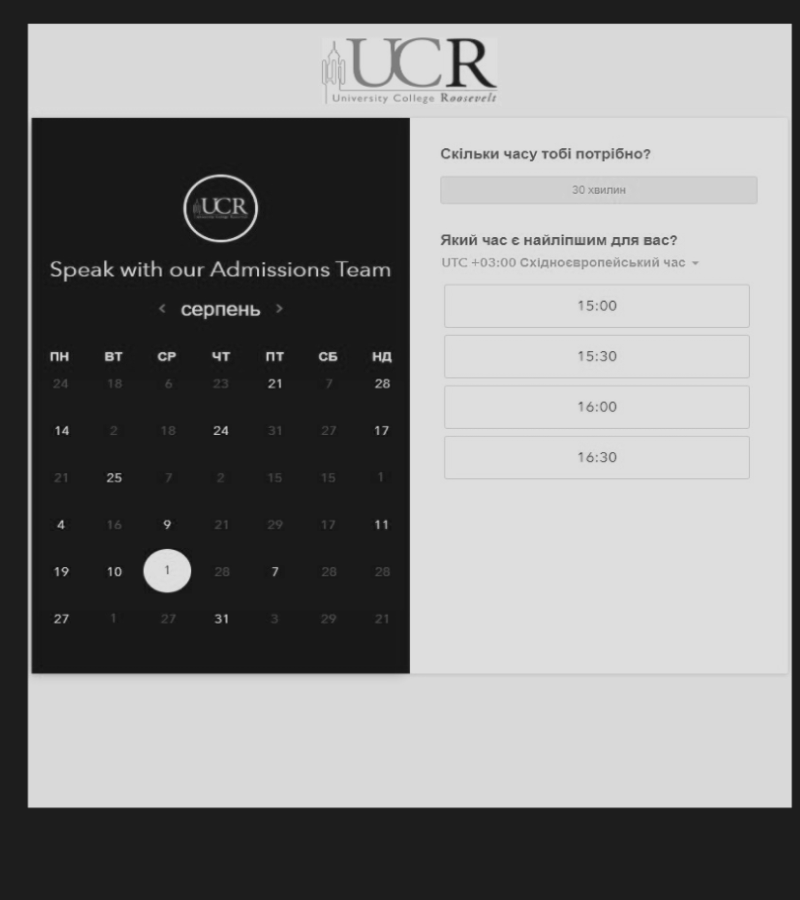 UCR
University College Roosevelt
UCR
Speak with our Admissions Team
серпень
ПН ВТ СР ЧТ ПТ СБ НД
24 18 6 23 21 7 28
14 2 18 24 31 27 17
21 25 7 2 15 15 1
4 16 9 21 29 17 11
19 10 1 28 7 28 28
27 1 27 31 3 29 21
Скільки часу тобі потрібно?
30 хвилин
Який час є найліпшим для вас?
UTC +03:00 Східноєвропейський час
15:00
15:30
16:00
16:30